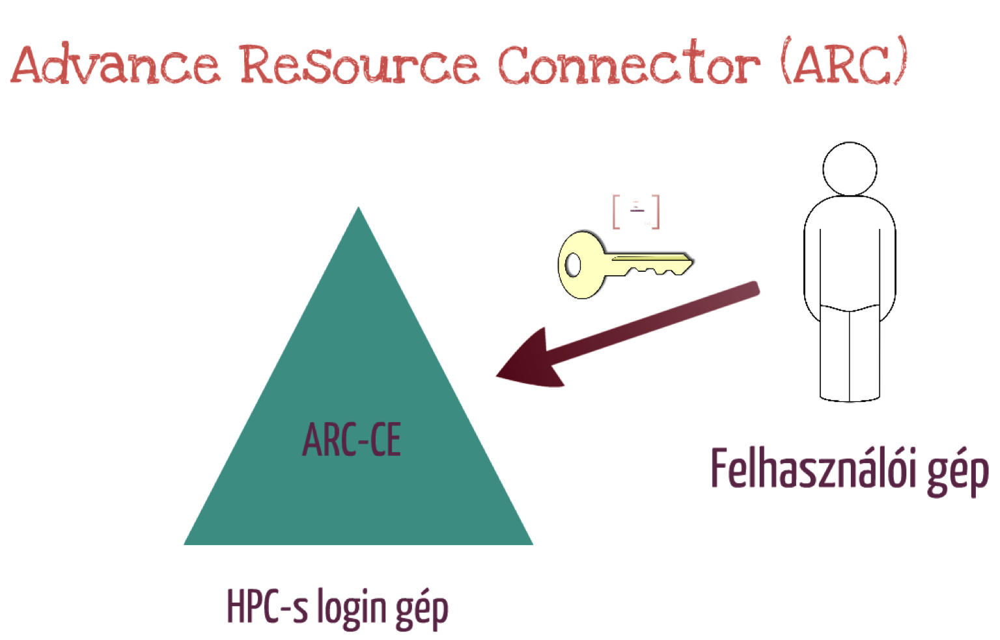 Advance Resource Connector (ARC)
ARC-CE
Felhasználói gép
HPC-s login gép